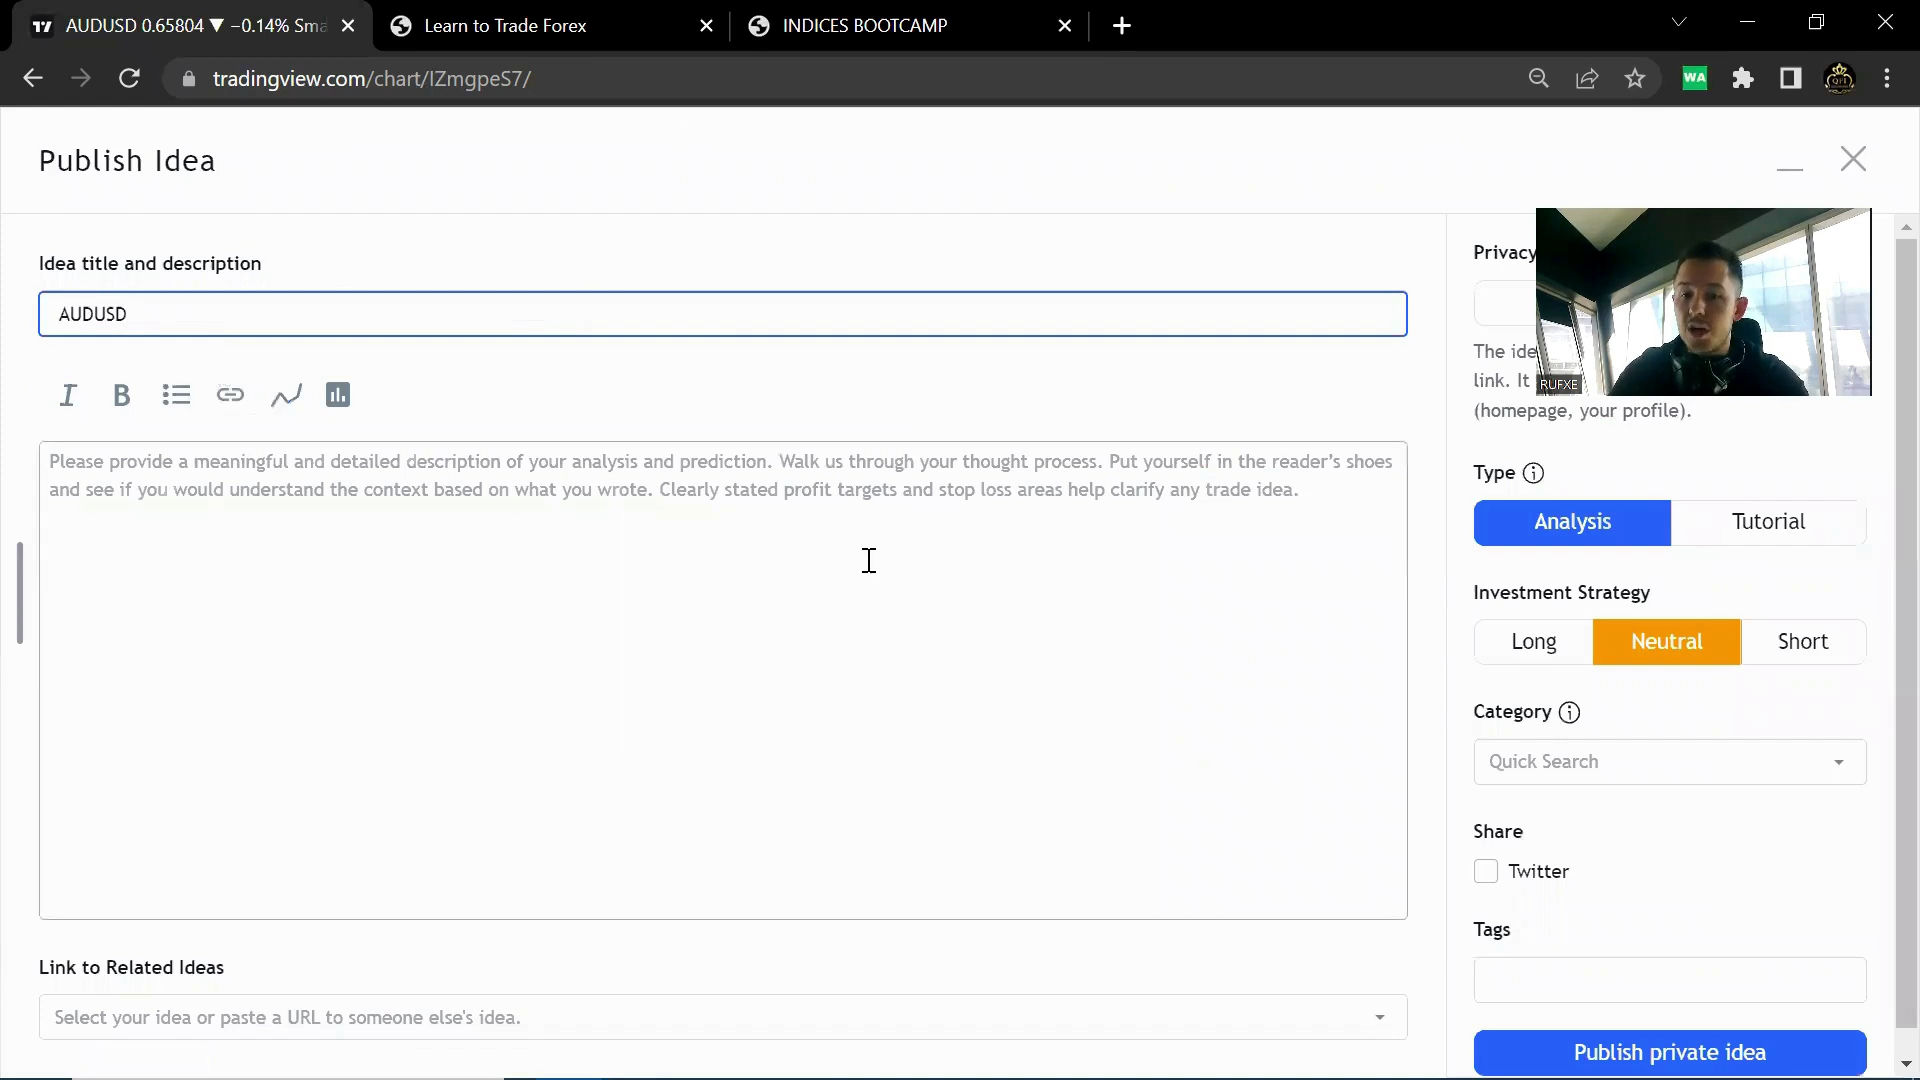 AUDUSD 0.65804 ▼ −0.14% Sma
Learn to Trade Forex
INDICES BOOTCAMP
tradingview.com/chart/IZmgpeS7/
WA
Publish Idea
Idea title and description
AUDUSD
I B
Please provide a meaningful and detailed description of your analysis and prediction. Walk us through your thought process. Put yourself in the reader's shoes
and see if you would understand the context based on what you wrote. Clearly stated profit targets and stop loss areas help clarify any trade idea.
Link to Related Ideas
Select your idea or paste a URL to someone else's idea.
Privacy
The ide
link. It
(homepage, your profile).
RUFXE
Type
Analysis
Tutorial
Investment Strategy
Long
Neutral
Short
Category
Quick Search
Share
Twitter
Tags
Publish private idea